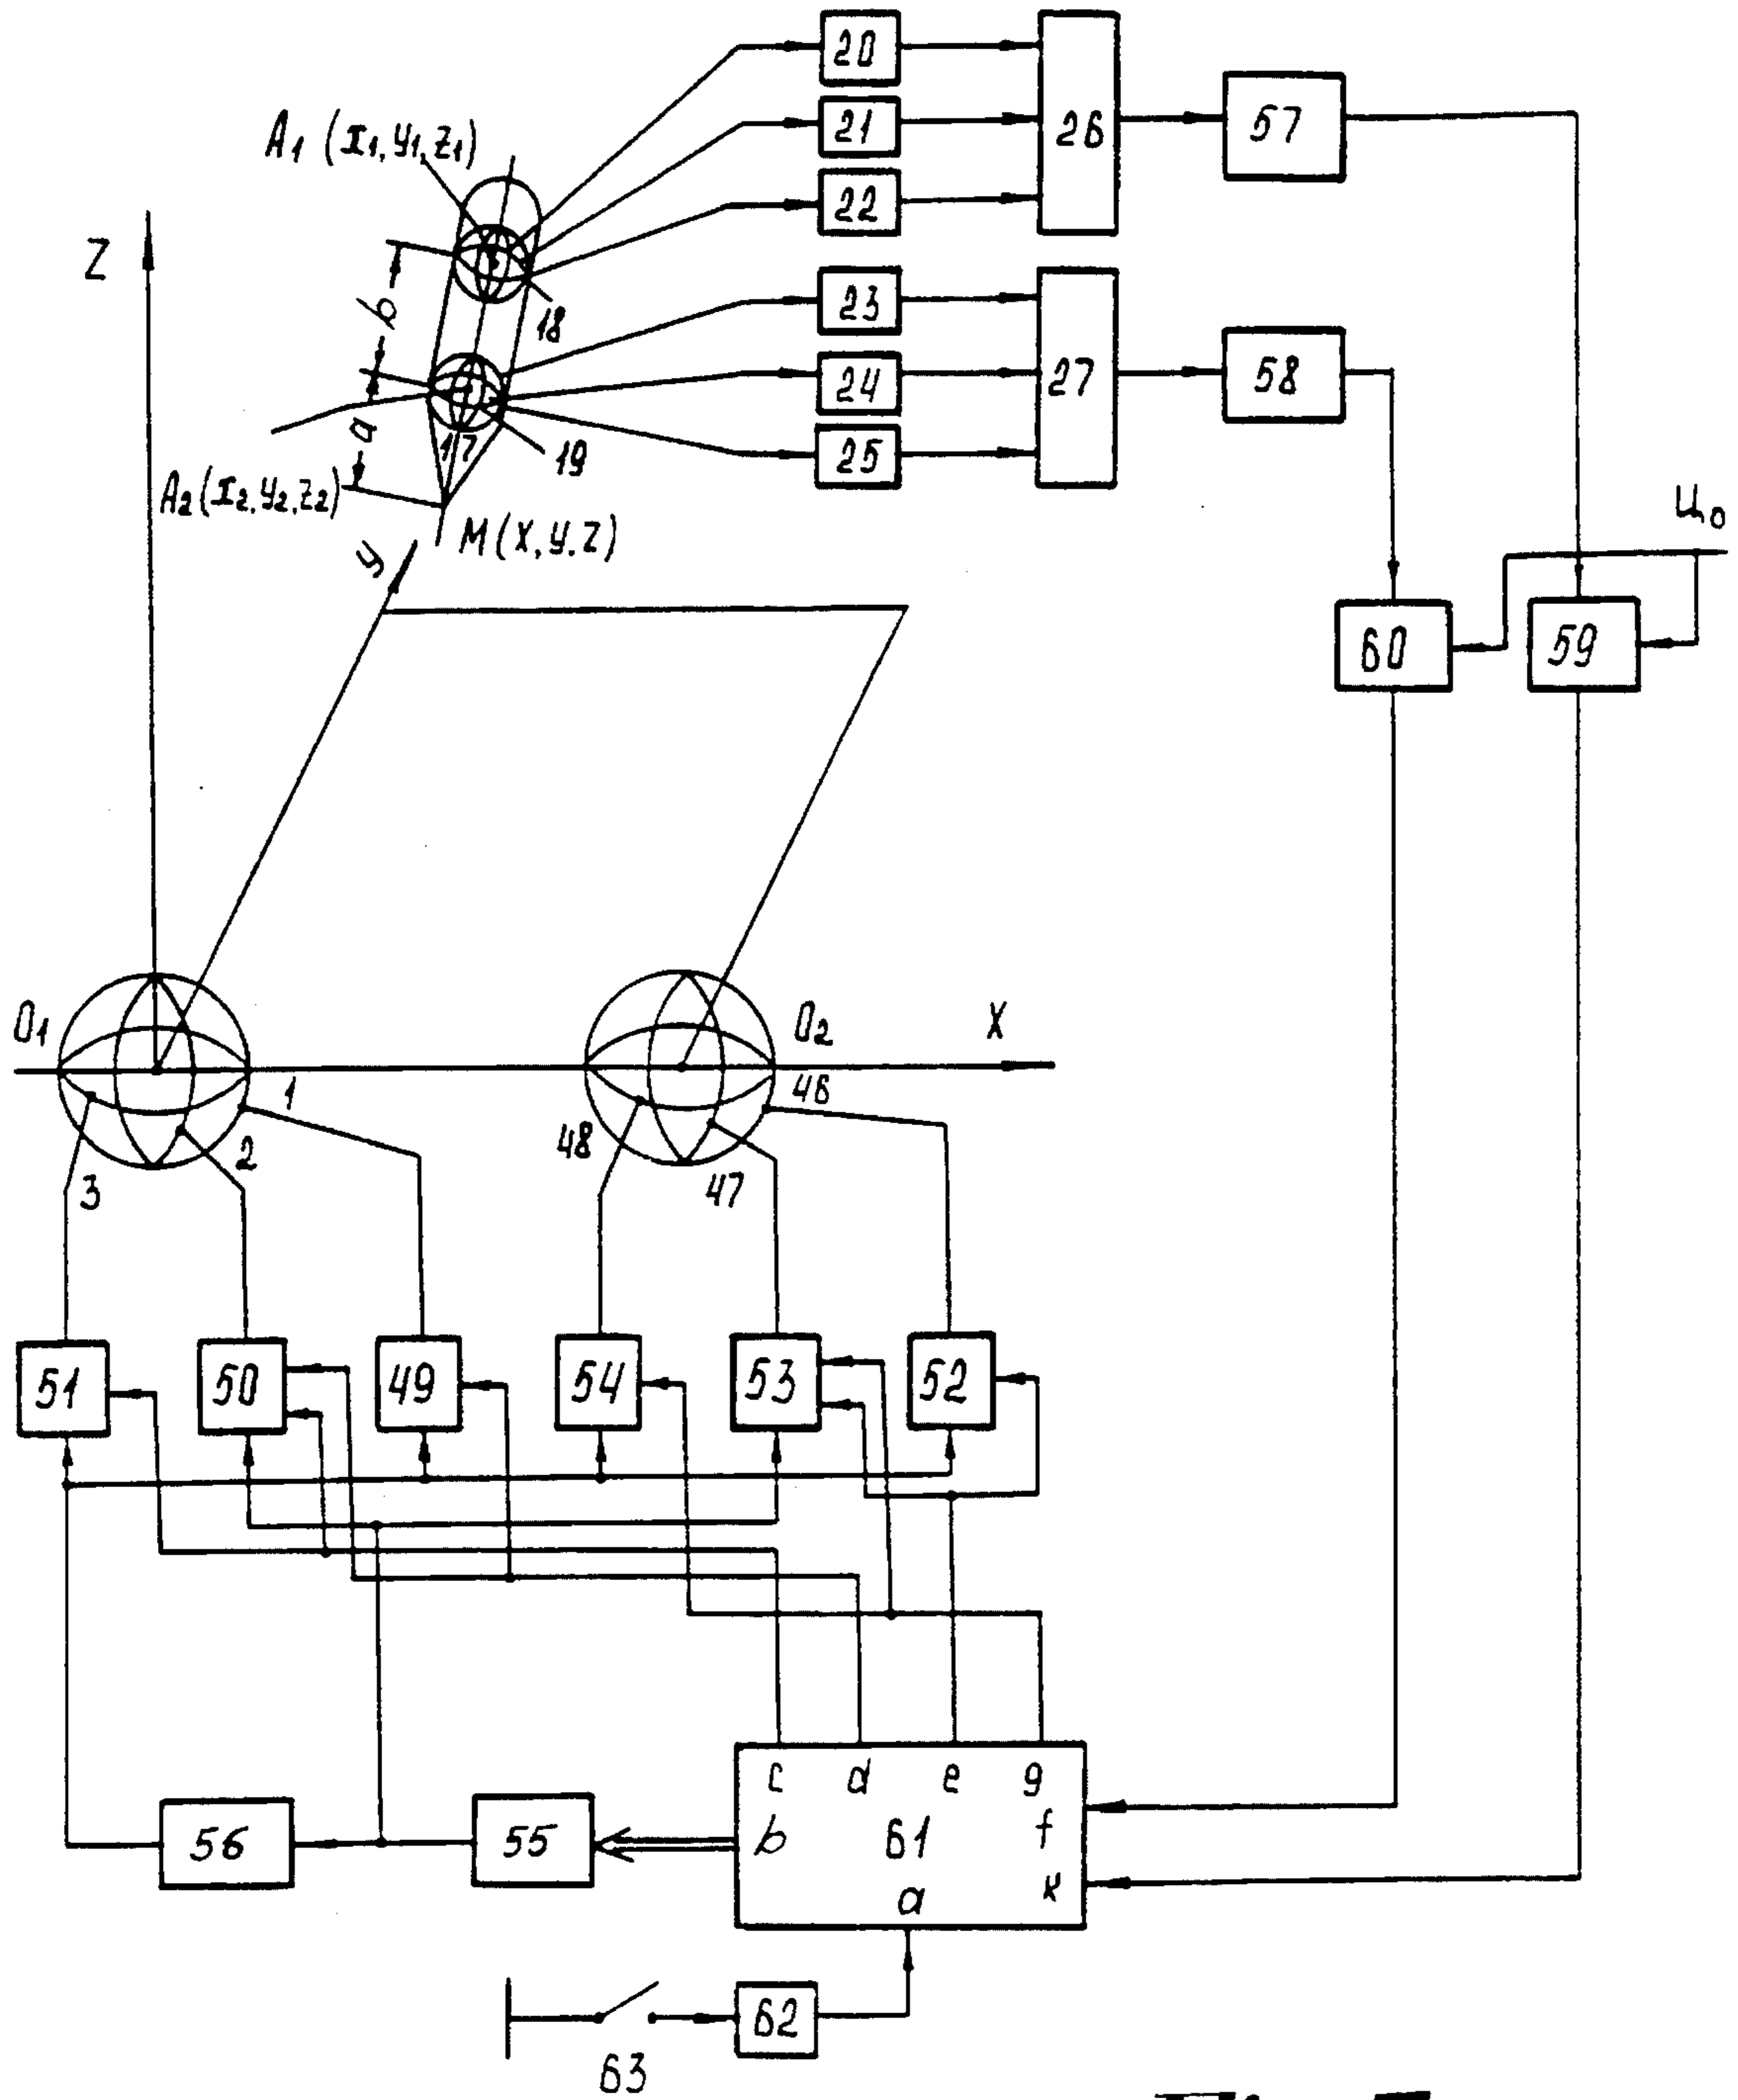 20
A1 (x1, y1, z1)
21
26
57
22
Z
18
23
b
24
27
58
a
17
19
25
A2 (x2, y2, z2)
M (X, Y, Z)
Ц0
y
60
59
O1
O2
X
1
46
2
48
3
47
51
50
49
54
53
52
c d e g
56
55
b
61
f
a
к
62
63